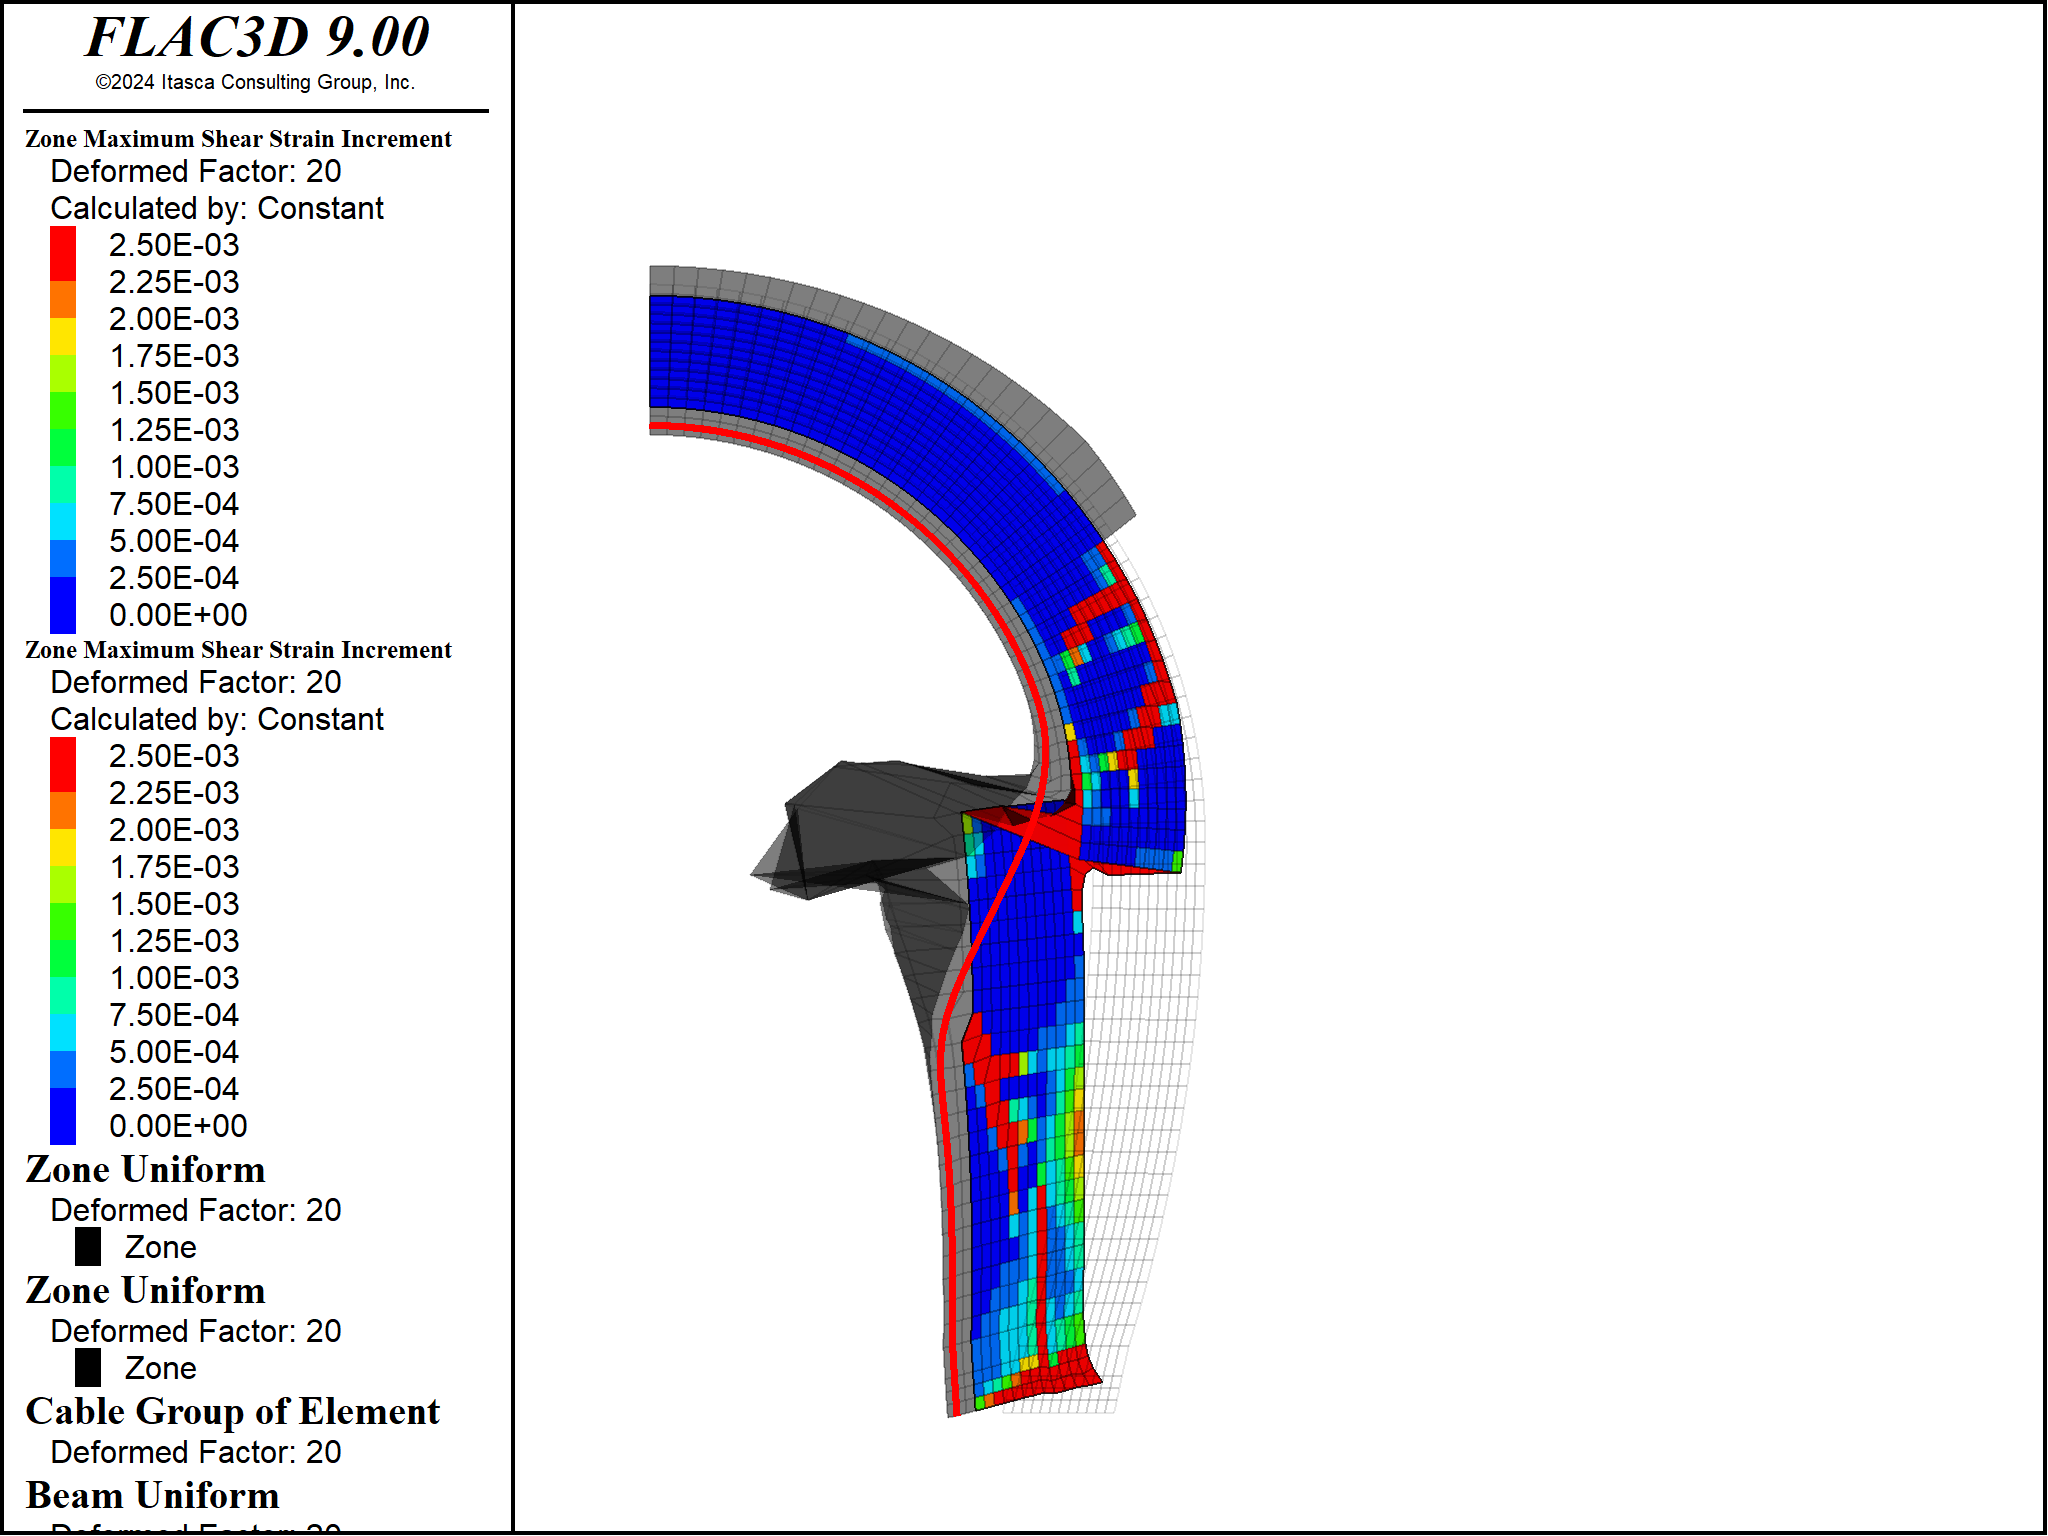 FLAC3D 9.00
©2024 Itasca Consulting Group, Inc.
Zone Maximum Shear Strain Increment
Deformed Factor: 20
Calculated by: Constant
2.50E-03
2.25E-03
2.00E-03
1.75E-03
1.50E-03
1.25E-03
1.00E-03
7.50E-04
5.00E-04
2.50E-04
0.00E+00
Zone Maximum Shear Strain Increment
Deformed Factor: 20
Calculated by: Constant
2.50E-03
2.25E-03
2.00E-03
1.75E-03
1.50E-03
1.25E-03
1.00E-03
7.50E-04
5.00E-04
2.50E-04
0.00E+00
Zone Uniform
Deformed Factor: 20
Zone
Zone Uniform
Deformed Factor: 20
Zone
Cable Group of Element
Deformed Factor: 20
Beam Uniform